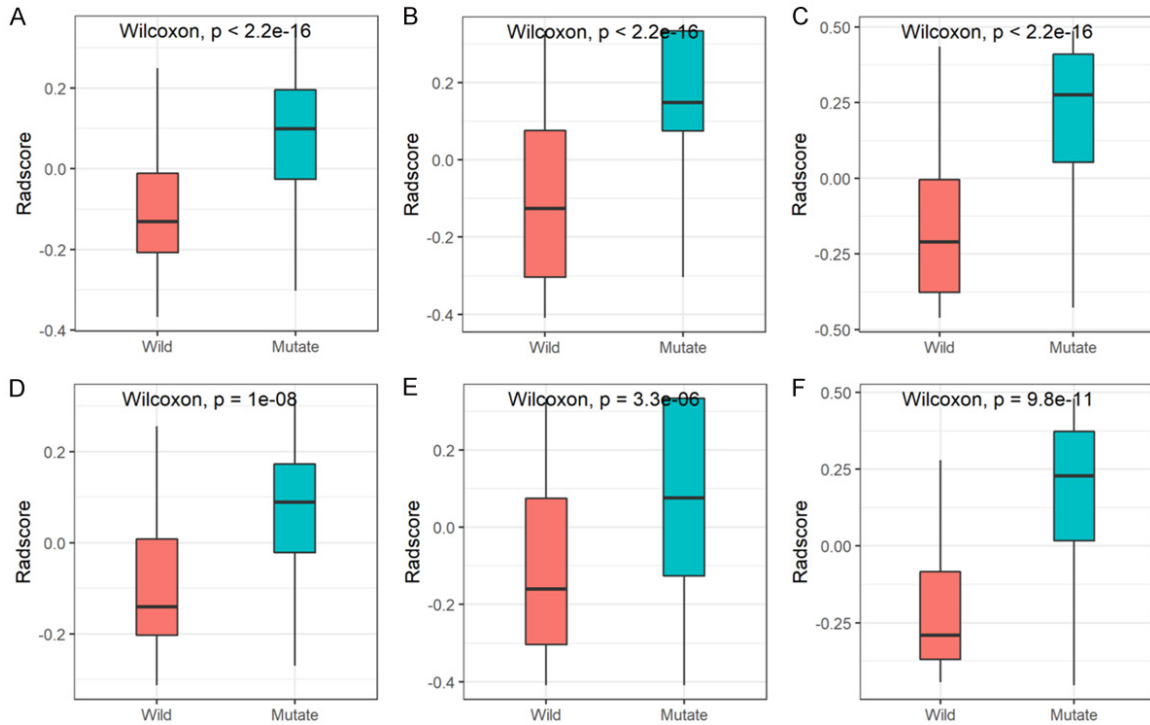 A
Wilcoxon, p < 2.2e-16
Radscore
0.2
0.0
-0.2
-0.4
Wild
Mutate
B
Wilcoxon, p < 2.2e-16
Radscore
0.2
0.0
-0.2
-0.4
Wild
Mutate
C
Wilcoxon, p < 2.2e-16
Radscore
0.50
0.25
0.00
-0.25
-0.50
Wild
Mutate
D
Wilcoxon, p = 1e-08
Radscore
0.2
0.0
-0.2
Wild
Mutate
E
Wilcoxon, p = 3.3e-06
Radscore
0.2
0.0
-0.2
-0.4
Wild
Mutate
F
Wilcoxon, p = 9.8e-11
Radscore
0.50
0.25
0.00
-0.25
Wild
Mutate